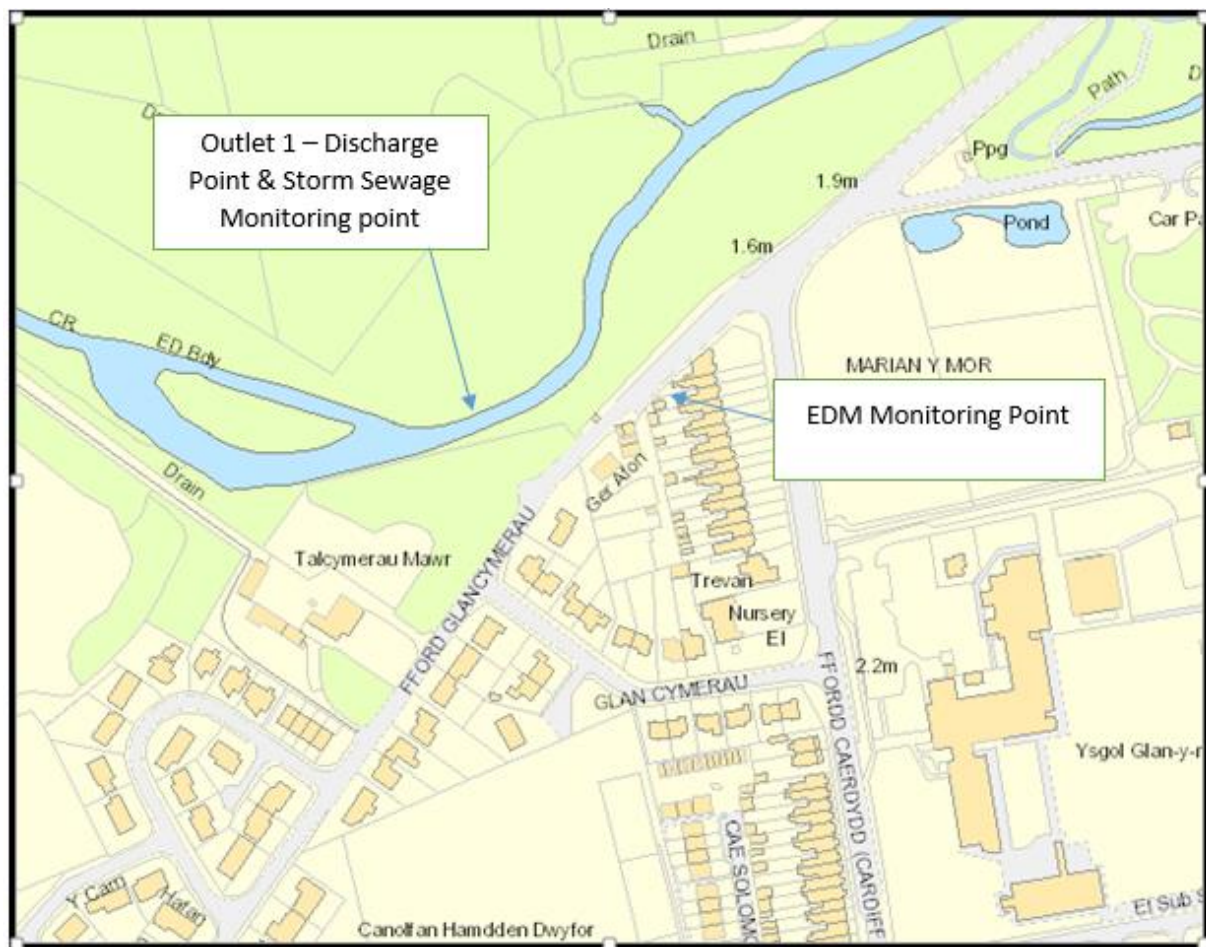 Drain
Path
Outlet 1 – Discharge
Point & Storm Sewage
Monitoring point
Ppg
1.9m
Pond
Car Pa
1.6m
CR
ED Bdy
MARIAN Y MOR
EDM Monitoring Point
Drain
Ger Afon
Talcymerau Mawr
FFORD GLANCYMERAU
Trevan
Nursery
El
2.2m
GLAN CYMERAU
FFORDD CAERDYDD (CARDIFF
Ysgol Glan-y-
CAE SOLOMO
Y Cam
Hafan
El Sub S
Canolfan Hamdden Dwyfor